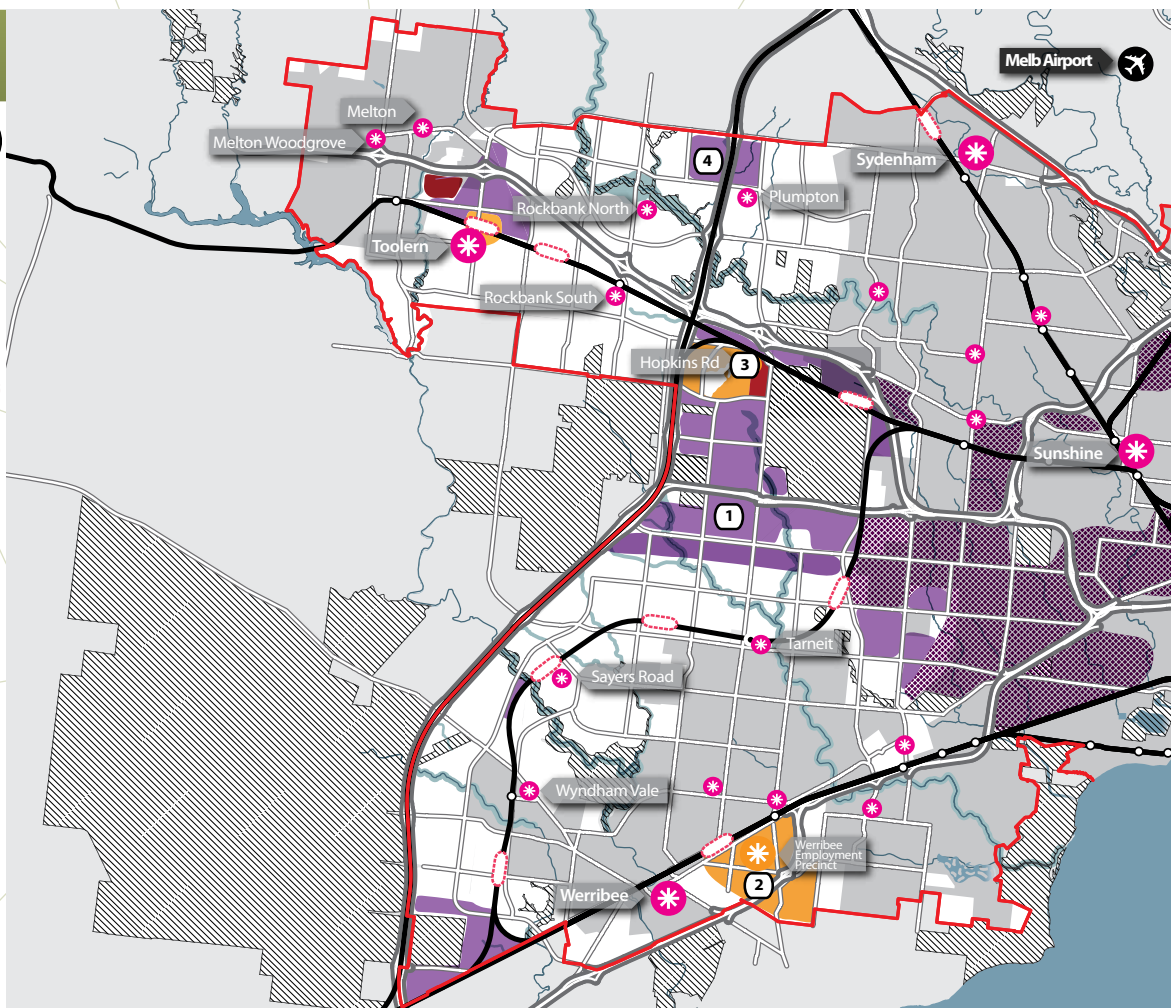 Melb Airport
Melton
Melton Woodgrove
4
Sydenham
Rockbank North
Plumpton
Toolern
Rockbank South
Hopkins Rd
3
Sunshine
1
Tarneit
Sayers Road
Wyndham Vale
Werribee
Employment
Precinct
2
Werribee